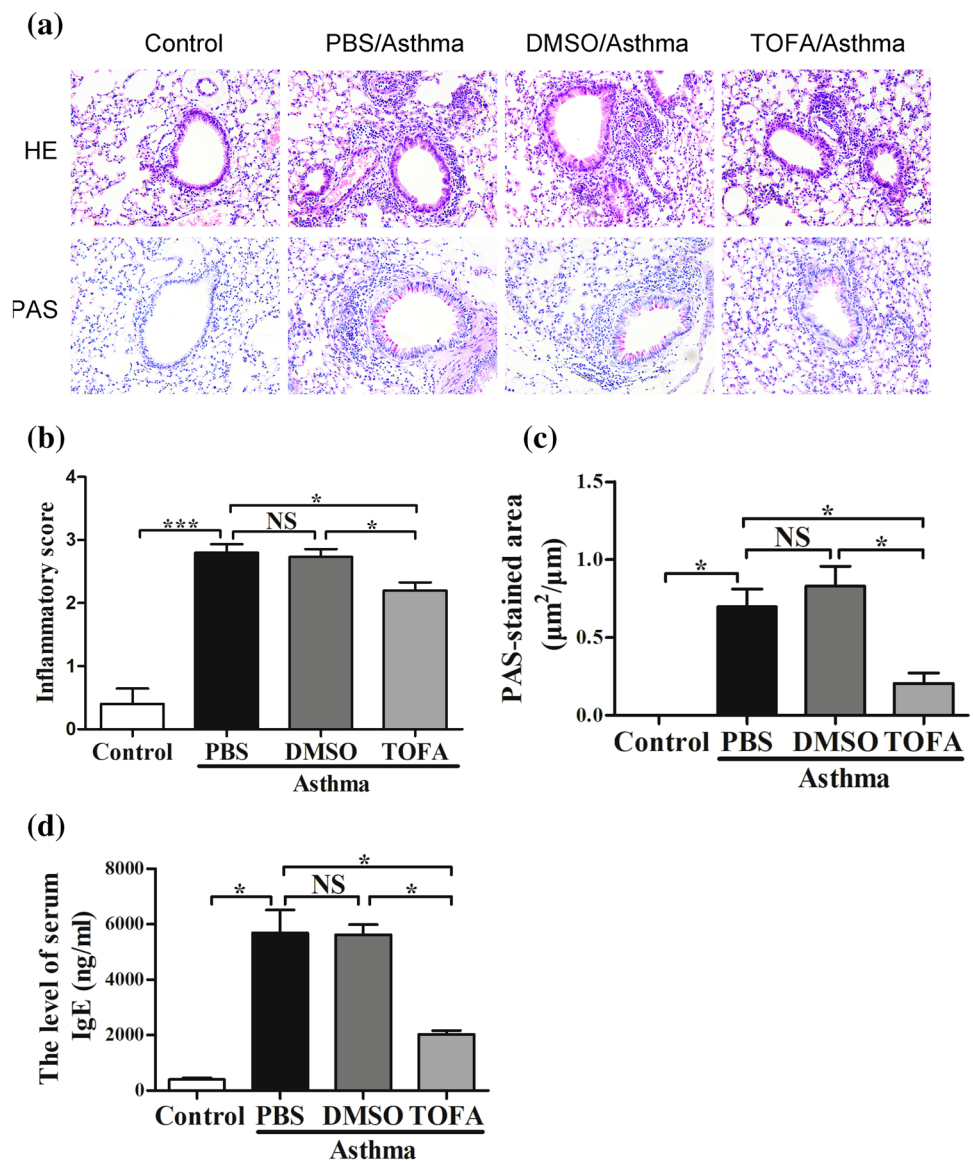 (a)
Control PBS/Asthma DMSO/Asthma TOFA/Asthma
HE
PAS
(b)
Inflammatory score
4
3
2
1
0
***
NS
*
*
Control PBS DMSO TOFA
Asthma
(c)
PAS-stained area
(μm²/μm)
1.5
1.0
0.5
0.0
*
NS
*
*
Control PBS DMSO TOFA
Asthma
(d)
The level of serum
IgE (ng/ml)
8000
6000
4000
2000
0
*
NS
*
*
Control PBS DMSO TOFA
Asthma